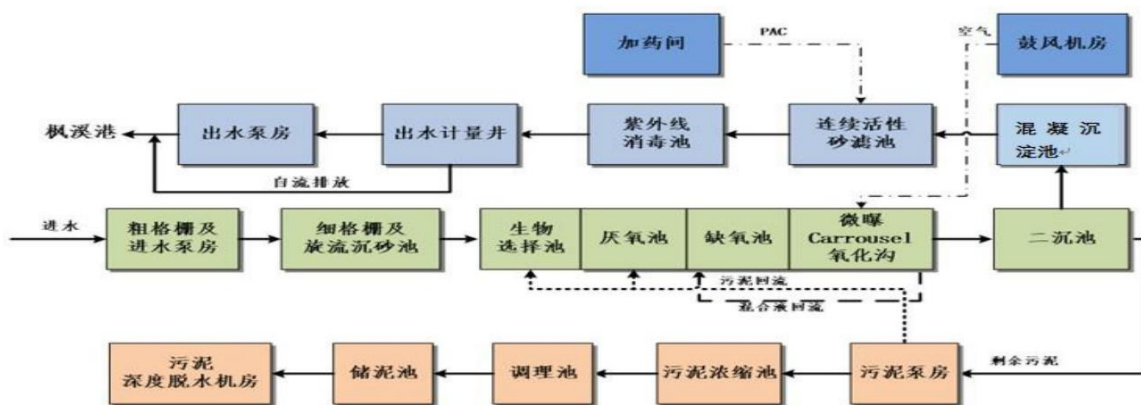 加药间
PAC
空气
鼓风机房
枫溪港
出水泵房
出水计量井
紫外线
消毒池
连续活性
砂滤池
混凝沉
淀池↵
自流排放
进水
粗格栅及
进水泵房
细格栅及
旋流沉砂池
生物
选择池
厌氧池
缺氧池
微曝
Carrousel
氧化沟
二沉池
污泥回流
混合液回流
污泥
深度脱水机房
储泥池
调理池
污泥浓缩池
污泥泵房
剩余污泥